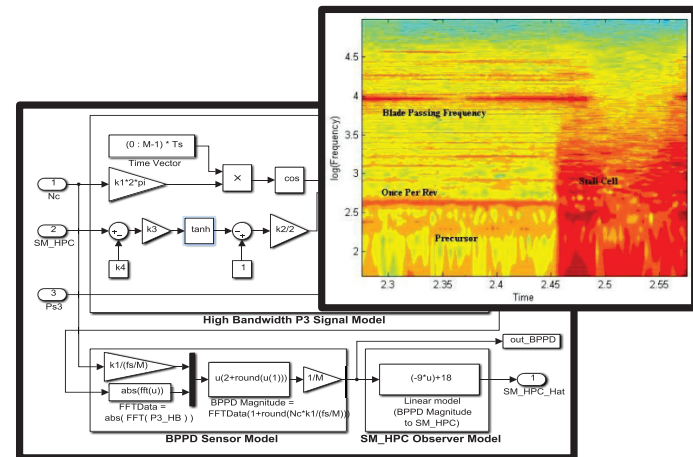 (0 : M-1) * Ts
Time Vector
1
Nc
k1*2*pi
×
cos
2
SM_HPC
+
−
k3
tanh
+
−
k2/2
k4
1
3
Ps3
High Bandwidth P3 Signal Model
log(Frequency)
4.5
4
3.5
3
2.5
2
Blade Passing Frequency
Once Per Rev
Stall Cell
Precursor
2.3
2.35
2.4
2.45
2.5
2.55
Time
out_BPPD
k1/(fs/M)
abs(fft(u))
FFTData =
abs( FFT( P3_HB ) )
u(2+round(u(1)))
BPPD Magnitude =
FFTData(1+round(Nc*k1/(fs/M)))
1/M
BPPD Sensor Model
(-9*u)+18
Linear model
(BPPD Magnitude
to SM_HPC)
SM_HPC Observer Model
1
SM_HPC_Hat